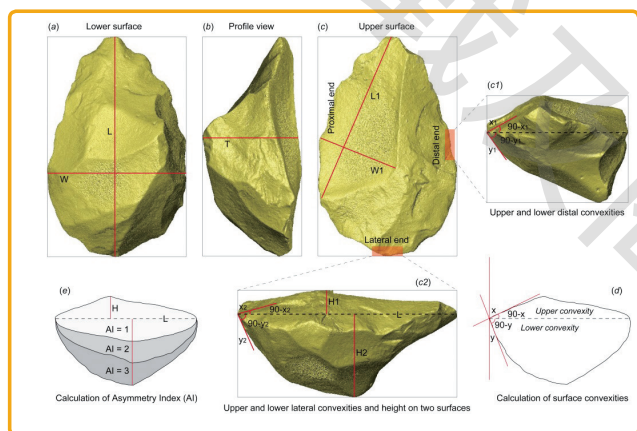 (a) Lower surface
(b) Profile view
(c) Upper surface
L
W
T
L1
W1
Proximal end
Distal end
Lateral end
(c1)
x1
90-x1
90-y1
y1
Upper and lower distal convexities
(e)
H
L
AI = 1
AI = 2
AI = 3
Calculation of Asymmetry Index (AI)
(c2)
x2
90-x2
90-y2
y2
H1
L
H2
Upper and lower lateral convexities and height on two surfaces
(d)
x
90-x
Upper convexity
90-y
Lower convexity
y
Calculation of surface convexities